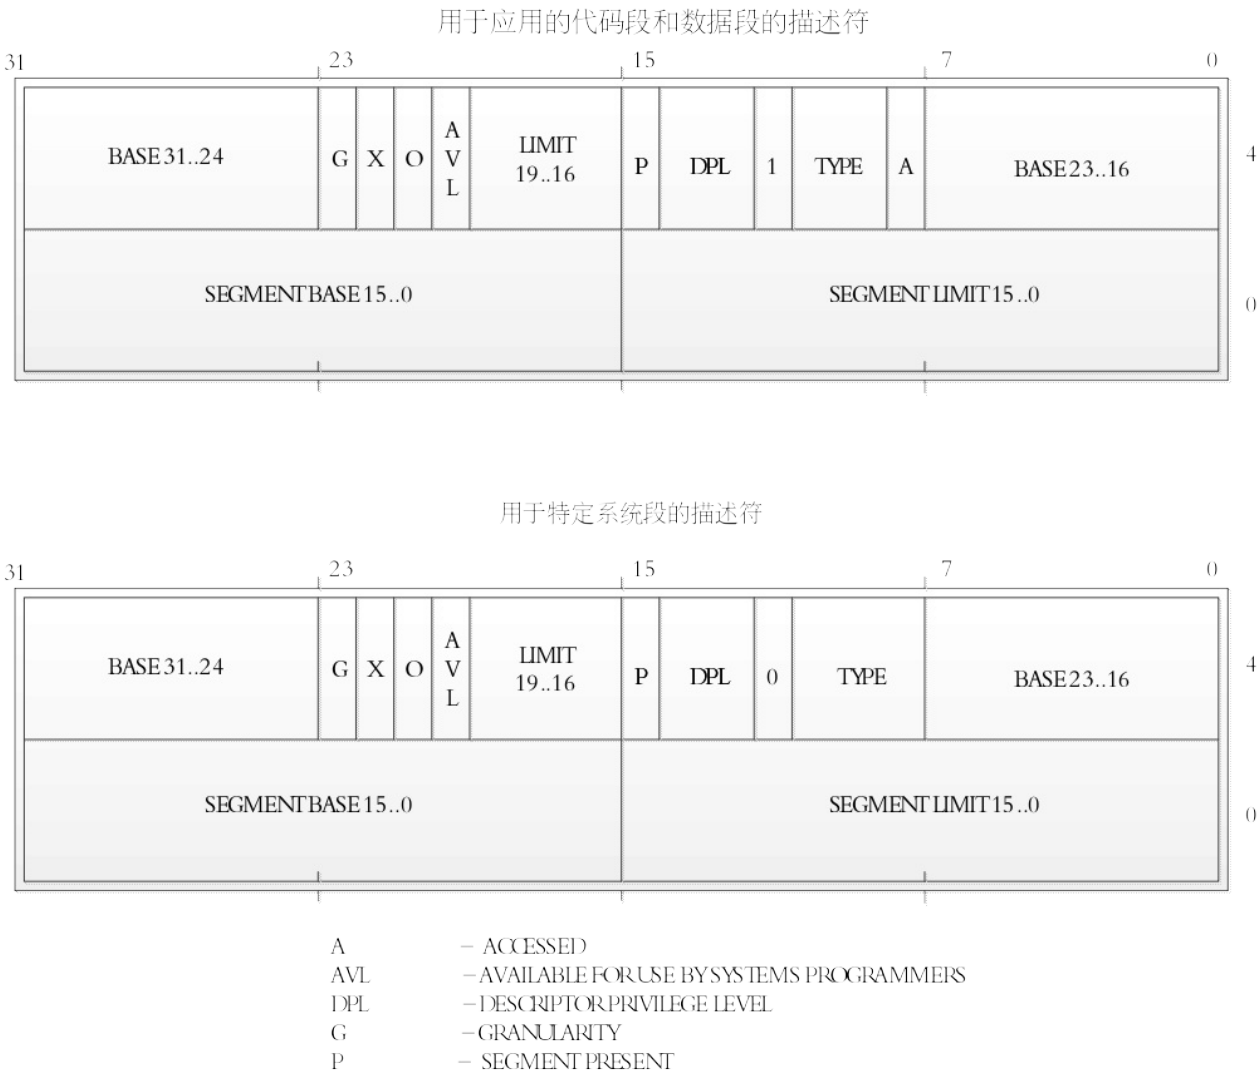 用于应用的代码段和数据段的描述符
31 23 15 7 0
BASE 31..24 G X O AVL LIMIT 19..16 P DPL 1 TYPE A BASE 23..16 4
SEGMENT BASE 15..0 SEGMENT LIMIT 15..0 0
用于特定系统段的描述符
31 23 15 7 0
BASE 31..24 G X O AVL LIMIT 19..16 P DPL 0 TYPE BASE 23..16 4
SEGMENT BASE 15..0 SEGMENT LIMIT 15..0 0
A – ACCESSED
AVL – AVAILABLE FOR USE BY SYSTEMS PROGRAMMERS
DPL – DESCRIPTOR PRIVILEGE LEVEL
G – GRANULARITY
P – SEGMENT PRESENT